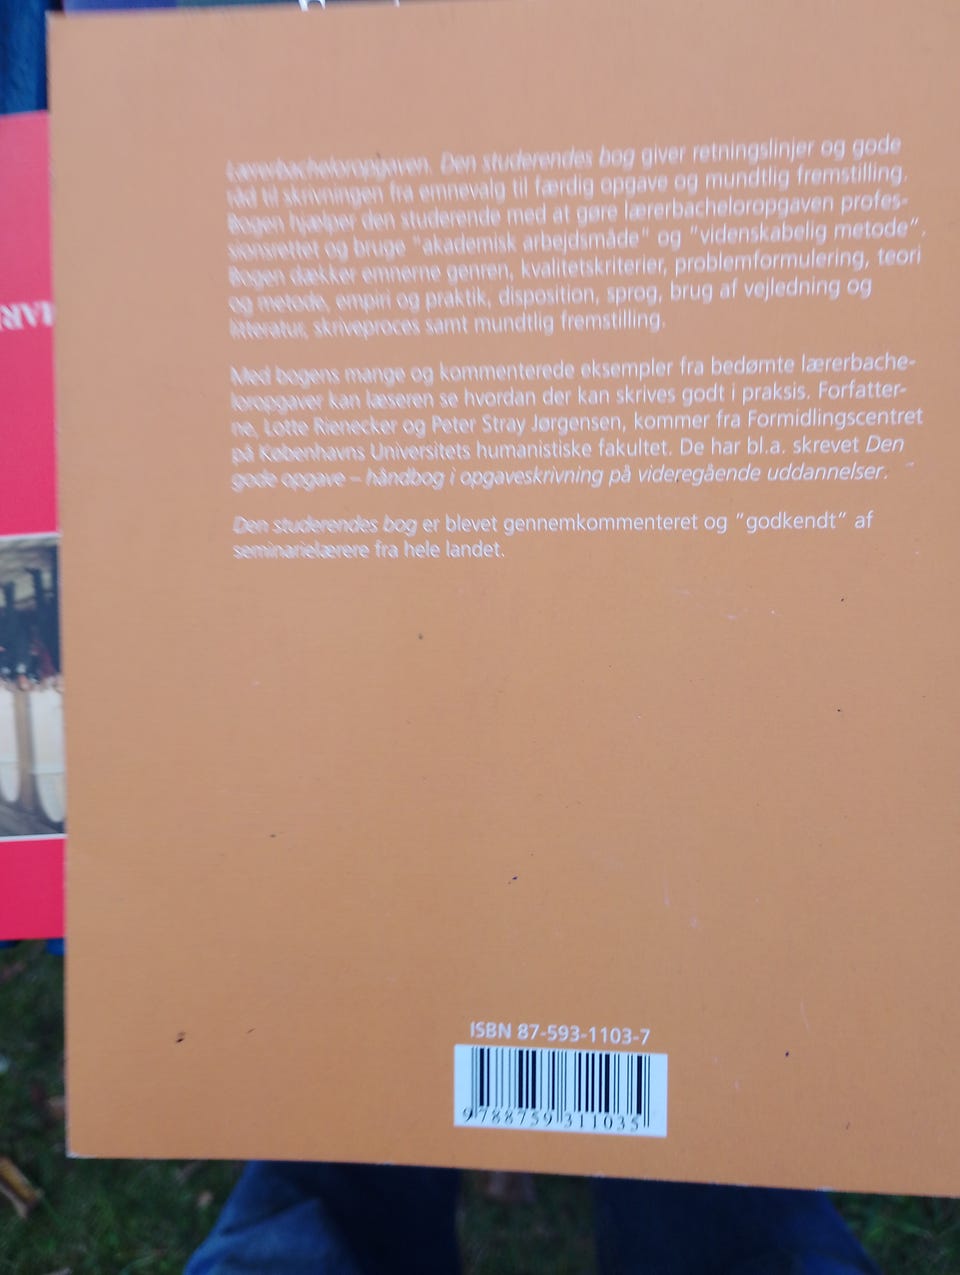 Lærerbacheloropgaven. Den studerendes bog giver retningslinjer og gode
råd til skrivningen fra emnevalg til færdig opgave og mundtlig fremstilling.
Bogen hjælper den studerende med at gøre lærerbacheloropgaven profes-
sionsrettet og bruge "akademisk arbejdsmåde" og "videnskabelig metode".
Bogen dækker emnerne genren, kvalitetskriterier, problemformulering, teori
og metode, empiri og praktik, disposition, sprog, brug af vejledning og
litteratur, skriveproces samt mundtlig fremstilling.
Med bogens mange og kommenterede eksempler fra bedømte lærerbache-
loropgaver kan læseren se hvordan der kan skrives godt i praksis. Forfatter-
ne, Lotte Rienecker og Peter Stray Jørgensen, kommer fra Formidlingscentret
på Københavns Universitets humanistiske fakultet. De har bl.a. skrevet Den
gode opgave – håndbog i opgaveskrivning på videregående uddannelser.
Den studerendes bog er blevet gennemkommenteret og "godkendt" af
seminarielærere fra hele landet.
ISBN 87-593-1103-7
9788759311035